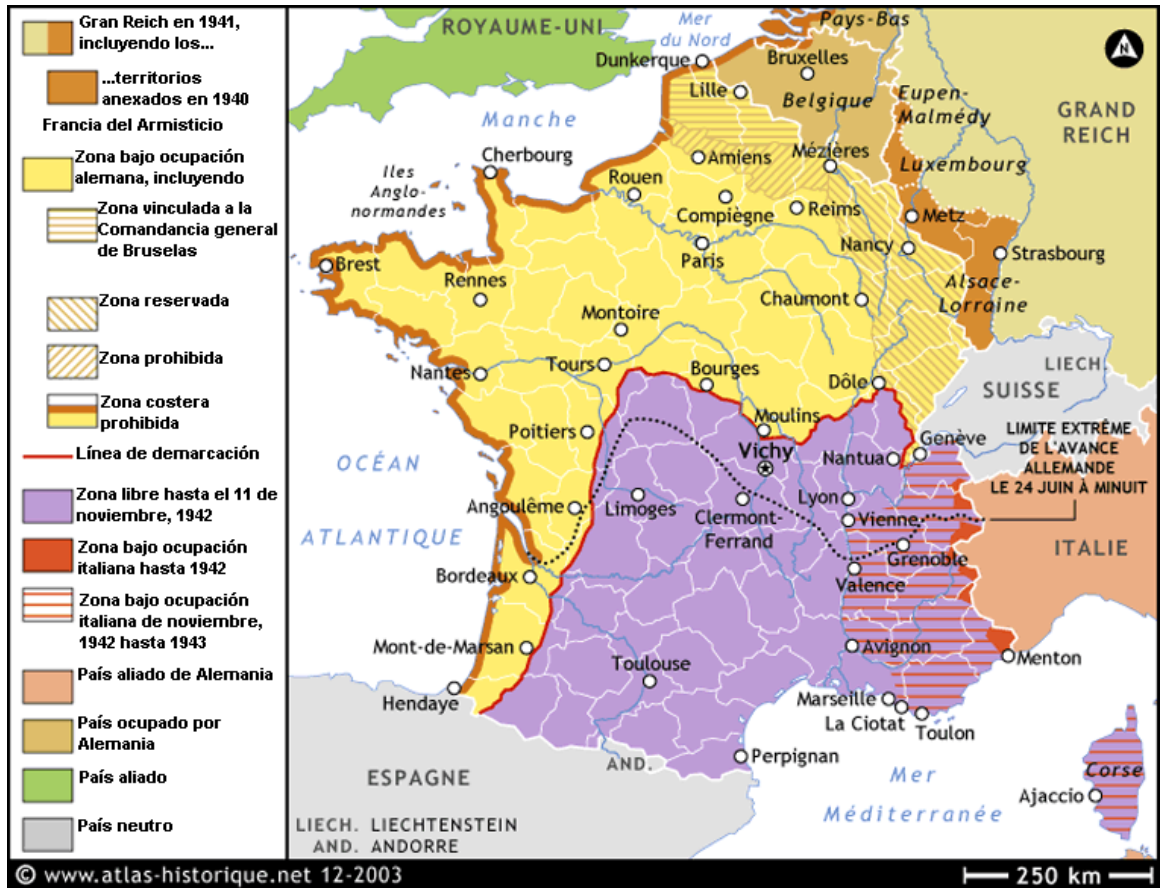 Gran Reich en 1941,
incluyendo los...
...territorios
anexados en 1940
Francia del Armisticio
Zona bajo ocupación
alemana, incluyendo
Zona vinculada a la
Comandancia general
de Bruselas
Zona reservada
Zona prohibida
Zona costera
prohibida
Línea de demarcación
Zona libre hasta el 11 de
noviembre, 1942
Zona bajo ocupación
italiana hasta 1942
Zona bajo ocupación
italiana de noviembre,
1942 hasta 1943
País aliado de Alemania
País ocupado por
Alemania
País aliado
País neutro
ROYAUME-UNI
Mer
du Nord
Pays-Bas
N
Dunkerque
Bruxelles
Lille
Belgique
Eupen-
Malmédy
GRAND
REICH
Manche
Cherbourg
Iles
Anglo-
normandes
Amiens
Mézières
Luxembourg
Rouen
Compiègne
Reims
Metz
Paris
Nancy
Strasbourg
Brest
Rennes
Chaumont
Alsace-
Lorraine
Montoire
Nantes
Tours
Bourges
Dôle
LIECH.
SUISSE
Poitiers
Moulins
Vichy
Nantua
Genève
LIMITE EXTRÊME
DE L'AVANCE
ALLEMANDE
LE 24 JUIN À MINUIT
OCÉAN
ATLANTIQUE
Angoulême
Limoges
Clermont-
Ferrand
Lyon
Vienne
Grenoble
ITALIE
Bordeaux
Valence
Mont-de-Marsan
Toulouse
Avignon
Menton
Hendaye
Marseille
La Ciotat
Toulon
AND.
Perpignan
ESPAGNE
Mer
Méditerranée
Corse
Ajaccio
LIECH. LIECHTENSTEIN
AND. ANDORRE
© www.atlas-historique.net 12-2003
250 km